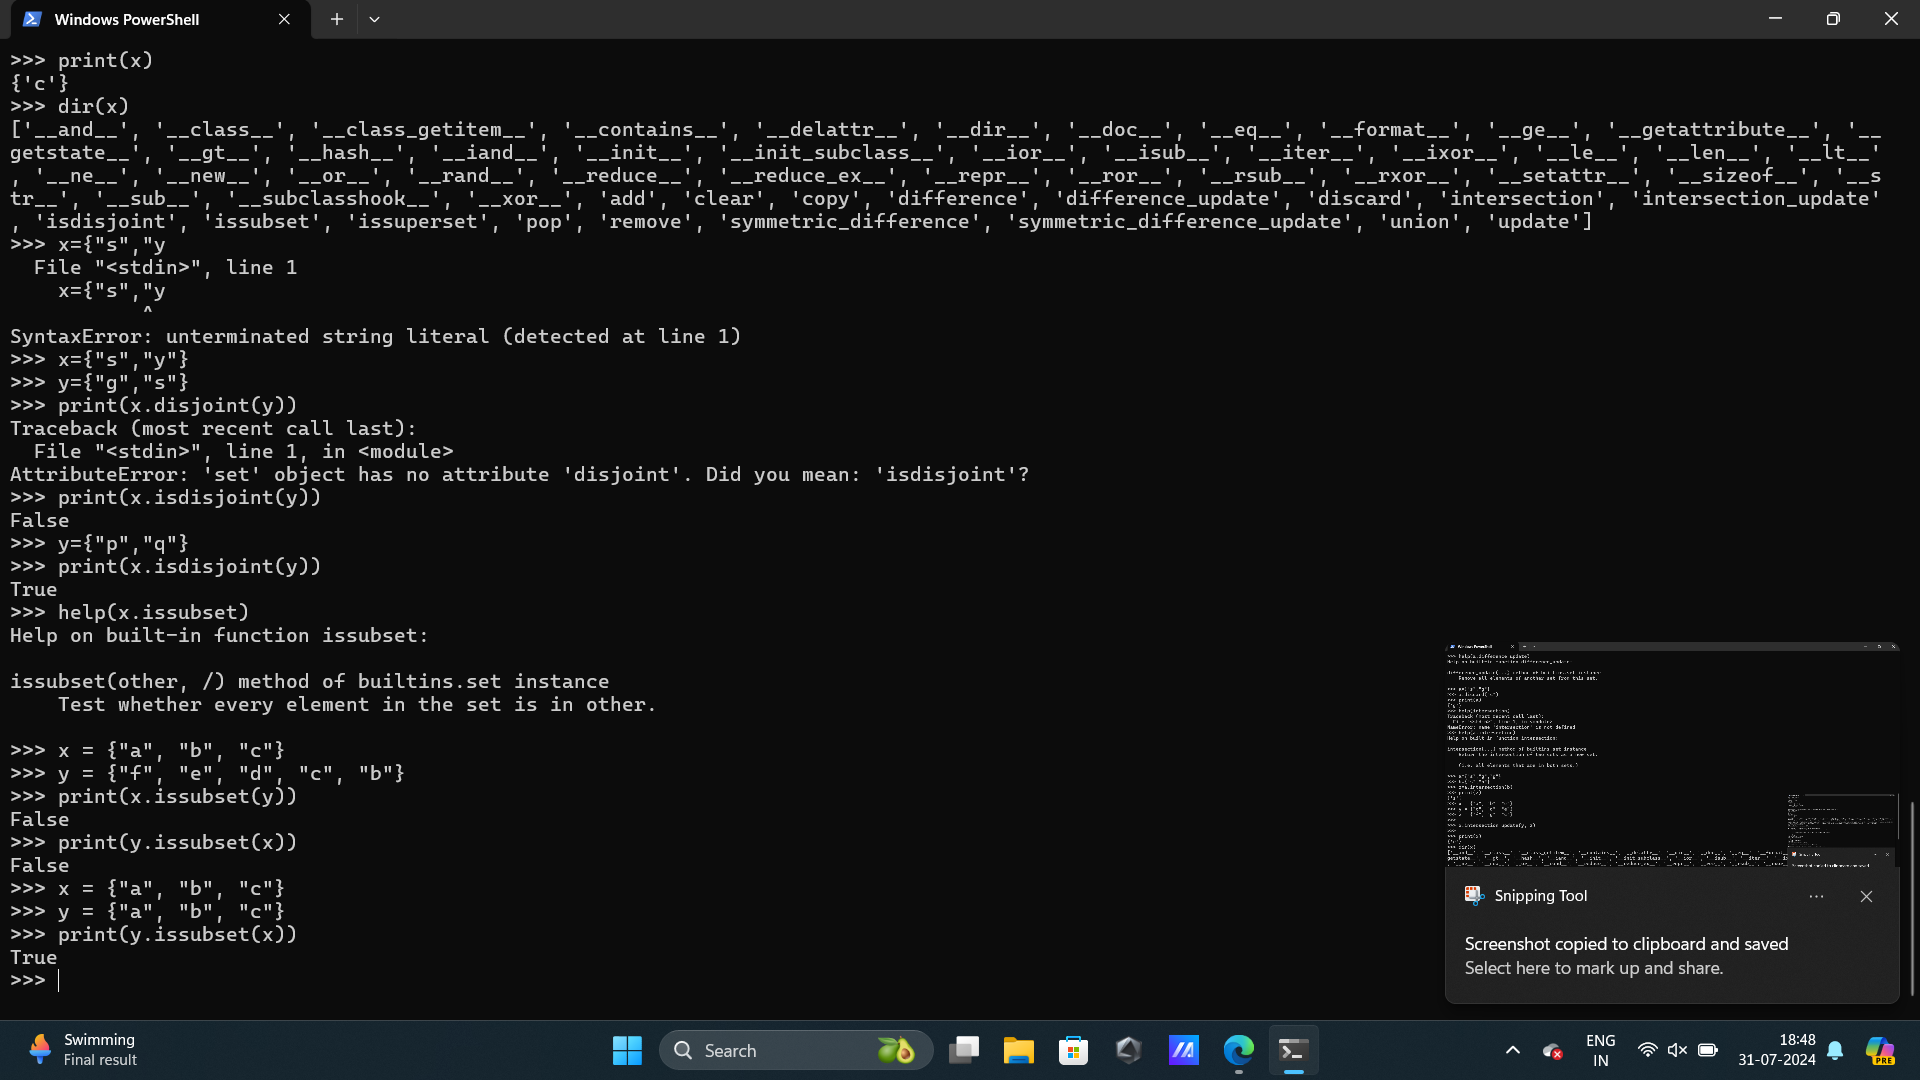 Windows PowerShell
>>> print(x)
{'c'}
>>> dir(x)
['__and__', '__class__', '__class_getitem__', '__contains__', '__delattr__', '__dir__', '__doc__', '__eq__', '__format__', '__ge__', '__getattribute__', '__
getstate__', '__gt__', '__hash__', '__iand__', '__init__', '__init_subclass__', '__ior__', '__isub__', '__iter__', '__ixor__', '__le__', '__len__', '__lt__'
, '__ne__', '__new__', '__or__', '__rand__', '__reduce__', '__reduce_ex__', '__repr__', '__ror__', '__rsub__', '__rxor__', '__setattr__', '__sizeof__', '__s
tr__', '__sub__', '__subclasshook__', '__xor__', 'add', 'clear', 'copy', 'difference', 'difference_update', 'discard', 'intersection', 'intersection_update'
, 'isdisjoint', 'issubset', 'issuperset', 'pop', 'remove', 'symmetric_difference', 'symmetric_difference_update', 'union', 'update']
>>> x={"s","y
  File "<stdin>", line 1
    x={"s","y
           ^
SyntaxError: unterminated string literal (detected at line 1)
>>> x={"s","y"}
>>> y={"g","s"}
>>> print(x.disjoint(y))
Traceback (most recent call last):
  File "<stdin>", line 1, in <module>
AttributeError: 'set' object has no attribute 'disjoint'. Did you mean: 'isdisjoint'?
>>> print(x.isdisjoint(y))
False
>>> y={"p","q"}
>>> print(x.isdisjoint(y))
True
>>> help(x.issubset)
Help on built-in function issubset:
issubset(other, /) method of builtins.set instance
    Test whether every element in the set is in other.
>>> x = {"a", "b", "c"}
>>> y = {"f", "e", "d", "c", "b"}
>>> print(x.issubset(y))
False
>>> print(y.issubset(x))
False
>>> x = {"a", "b", "c"}
>>> y = {"a", "b", "c"}
>>> print(y.issubset(x))
True
>>>
Snipping Tool
Screenshot copied to clipboard and saved
Select here to mark up and share.
Swimming
Final result
Search
ENG
IN
18:48
31-07-2024
PRE